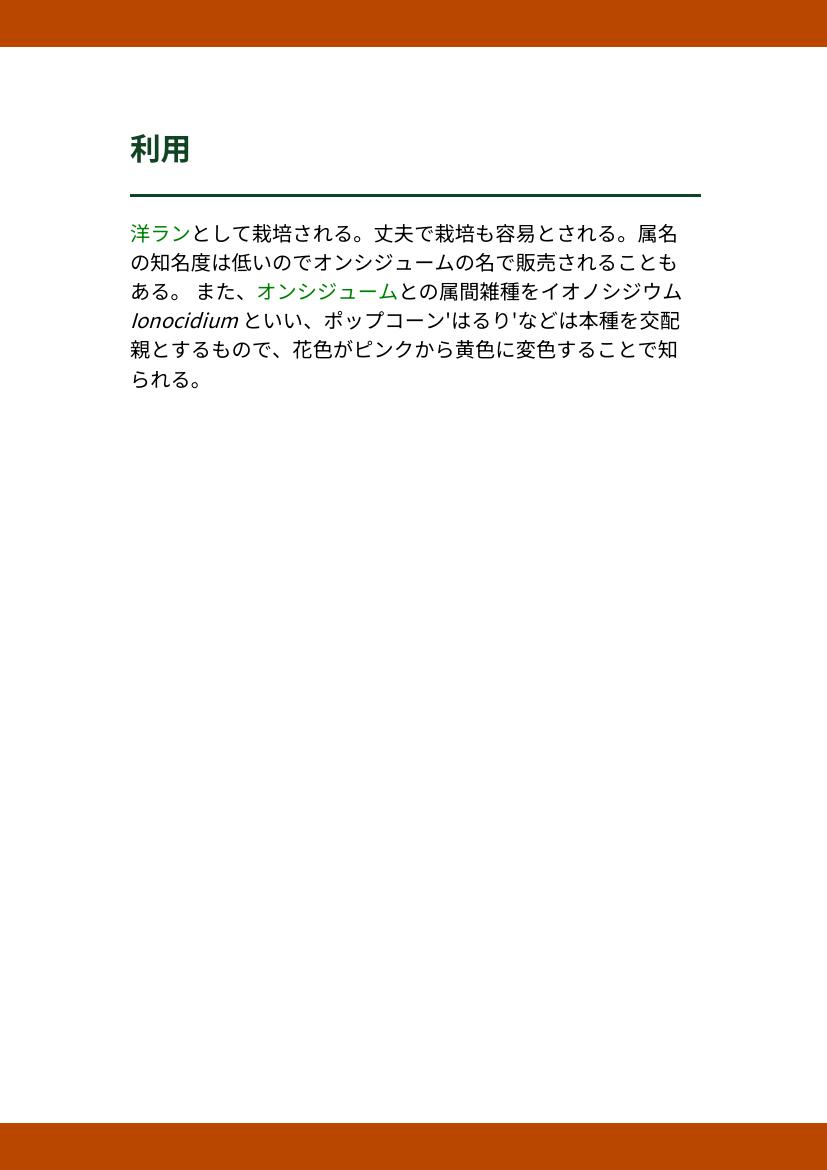 利用
洋ランとして栽培される。丈夫で栽培も容易とされる。属名
の知名度は低いのでオンシジュームの名で販売されることも
ある。 また、オンシジュームとの属間雑種をイオノシジウム
Ionocidium といい、ポップコーン'はるり'などは本種を交配
親とするもので、花色がピンクから黄色に変色することで知
られる。